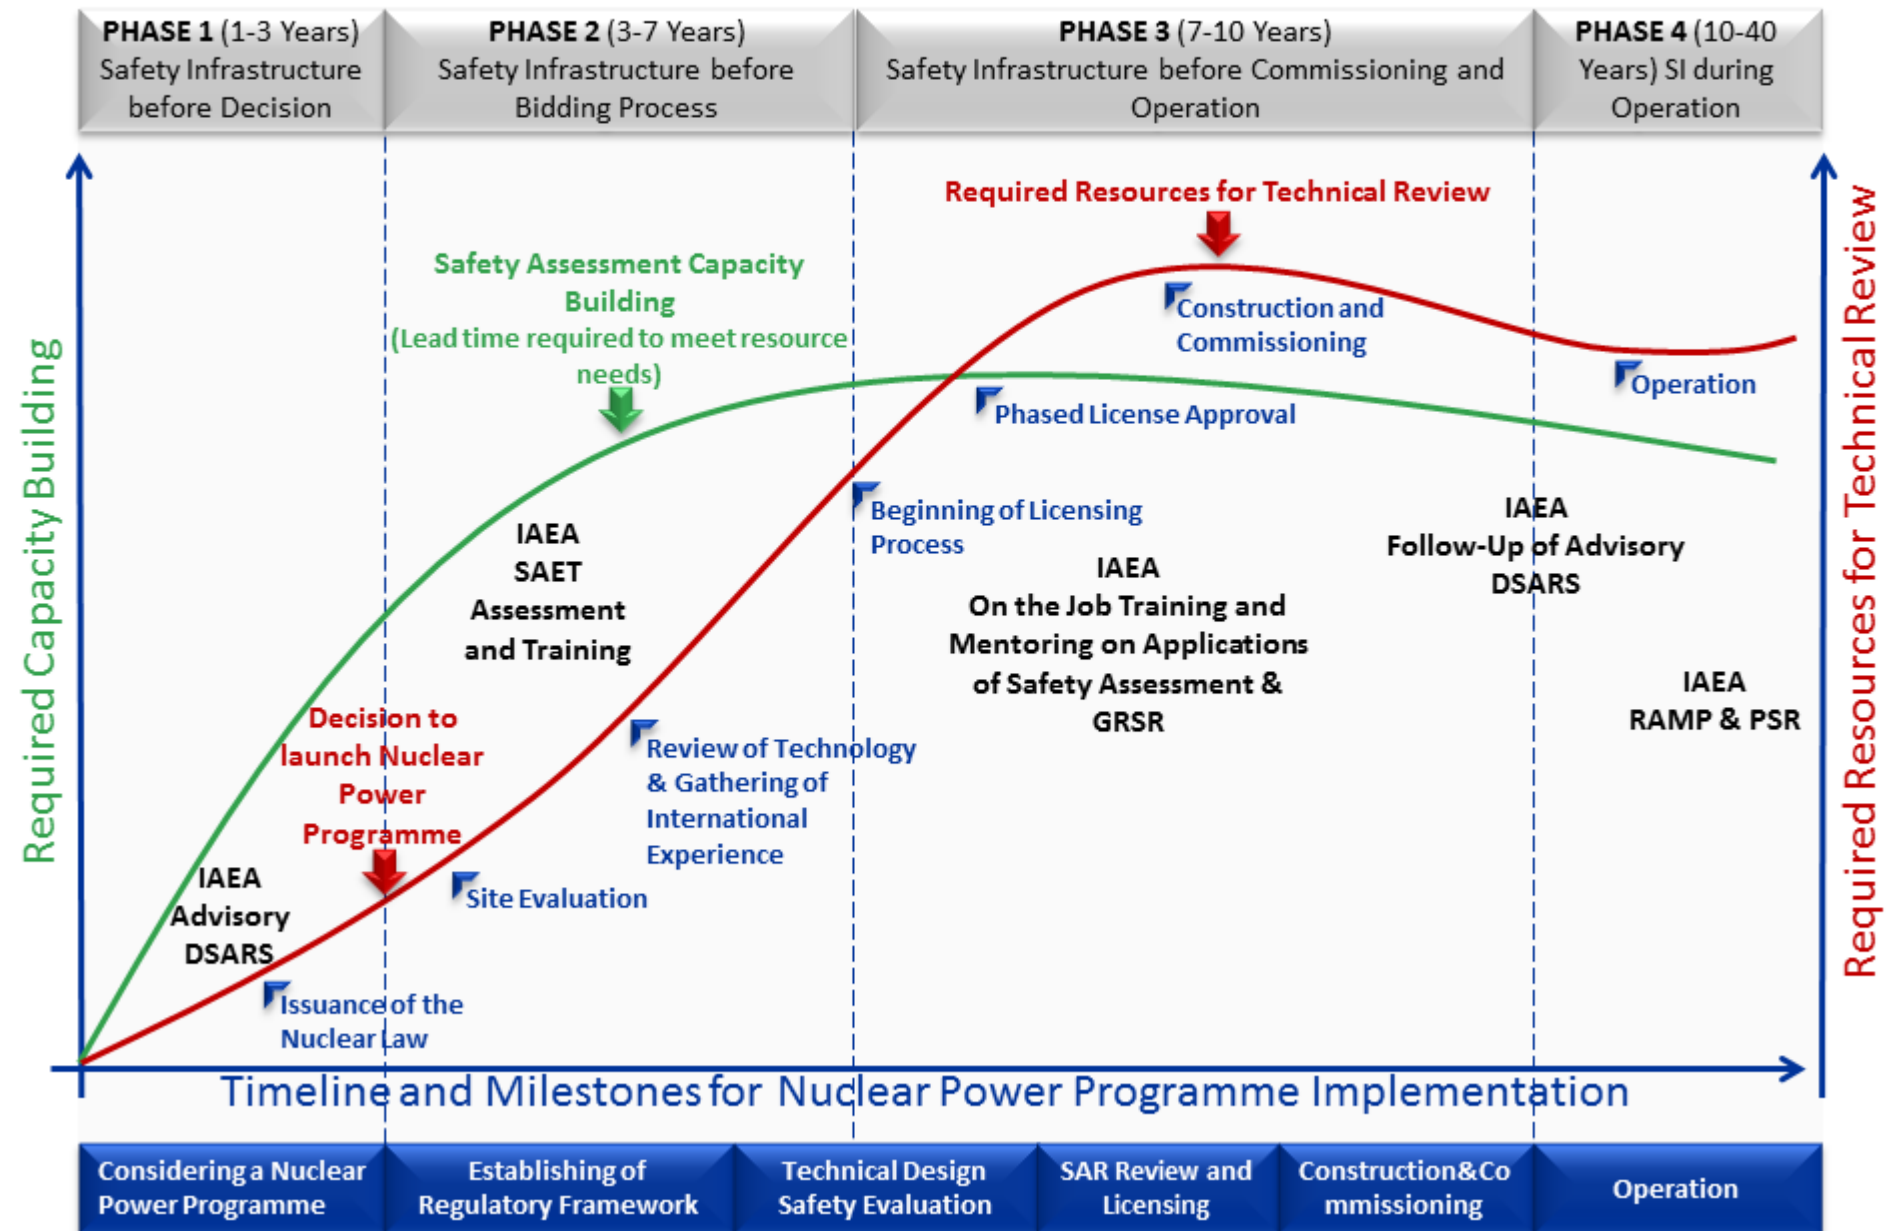 PHASE 1 (1-3 Years)
Safety Infrastructure
before Decision
PHASE 2 (3-7 Years)
Safety Infrastructure before
Bidding Process
PHASE 3 (7-10 Years)
Safety Infrastructure before Commissioning and
Operation
PHASE 4 (10-40
Years) SI during
Operation
Required Capacity Building
Required Resources for Technical Review
Required Resources for Technical Review
Safety Assessment Capacity
Building
(Lead time required to meet resource
needs)
Construction and
Commissioning
Operation
Phased License Approval
Beginning of Licensing
Process
IAEA
SAET
Assessment
and Training
IAEA
On the Job Training and
Mentoring on Applications
of Safety Assessment &
GRSR
IAEA
Follow-Up of Advisory
DSARS
IAEA
RAMP & PSR
Decision to
launch Nuclear
Power
Programme
Review of Technology
& Gathering of
International
Experience
Site Evaluation
IAEA
Advisory
DSARS
Issuance of the
Nuclear Law
Timeline and Milestones for Nuclear Power Programme Implementation
Considering a Nuclear
Power Programme
Establishing of
Regulatory Framework
Technical Design
Safety Evaluation
SAR Review and
Licensing
Construction&Co
mmissioning
Operation